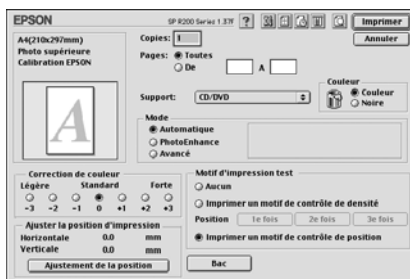 EPSON
SP R200 Series 1.37F
Imprimer
Annuler
A4(210x297mm)
Photo supérieure
Calibration EPSON
A
Copies: 1
Pages: Toutes
De A
Support: CD/DVD
Couleur
Couleur
Noire
Mode
Automatique
PhotoEnhance
Avancé
Correction de couleur
Légère Standard Forte
-3 -2 -1 0 +1 +2 +3
Ajuster la position d'impression
Horizontale 0.0 mm
Verticale 0.0 mm
Ajustement de la position
Motif d'impression test
Aucun
Imprimer un motif de contrôle de densité
Position 1e fois 2e fois 3e fois
Imprimer un motif de contrôle de position
Bac